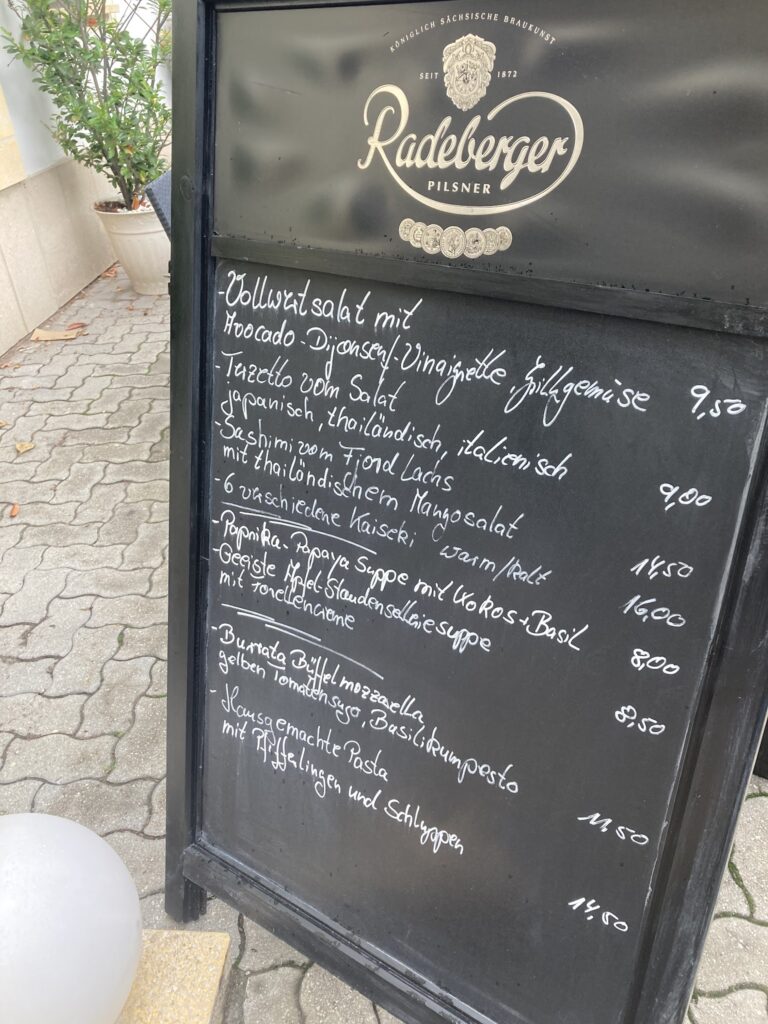 KÖNIGLICH SÄCHSISCHE BRAUKUNST
SEIT 1872
Radeberger
PILSNER
- Vollwertsalat mit
Avocado - Dijonsenf - Vinaigrette, Grillgemüse 9,50
- Terzetto vom Salat
japanisch, thailändisch, italienisch 9,00
- Sashimi vom Fjord Lachs
mit thailändischem Mangosalat 14,50
- 6 verschiedene Kaiseki warm/kalt 16,00
- Paprika - Papaya Suppe mit Kokos + Basil 8,00
- Geeiste Apfel-Staudenselleriesuppe
mit Forellencreme 8,50
- Burrata Büffelmozzarella
gelben Tomatensugo, Basilikumpesto 11,50
- Hausgemachte Pasta
mit Pfifferlingen und Schluppen 14,50